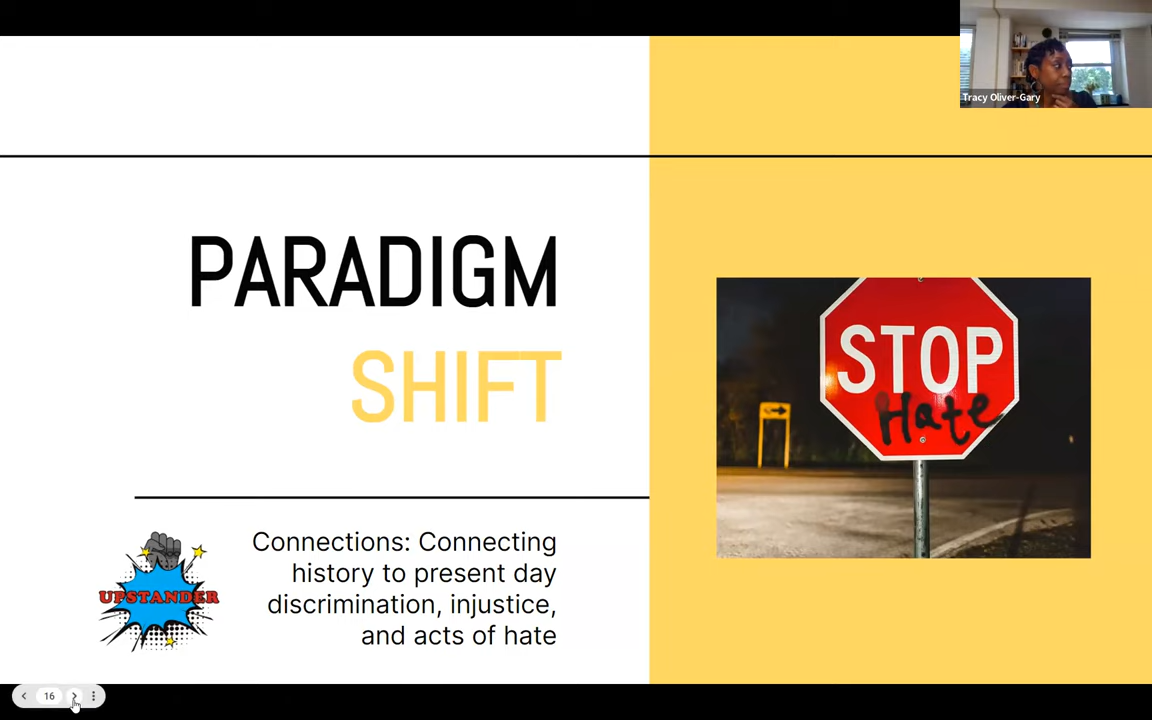 Tracy Oliver-Gary
PARADIGM
SHIFT
STOP
Hate
Connections: Connecting
history to present day
discrimination, injustice,
and acts of hate
UPSTANDER
16